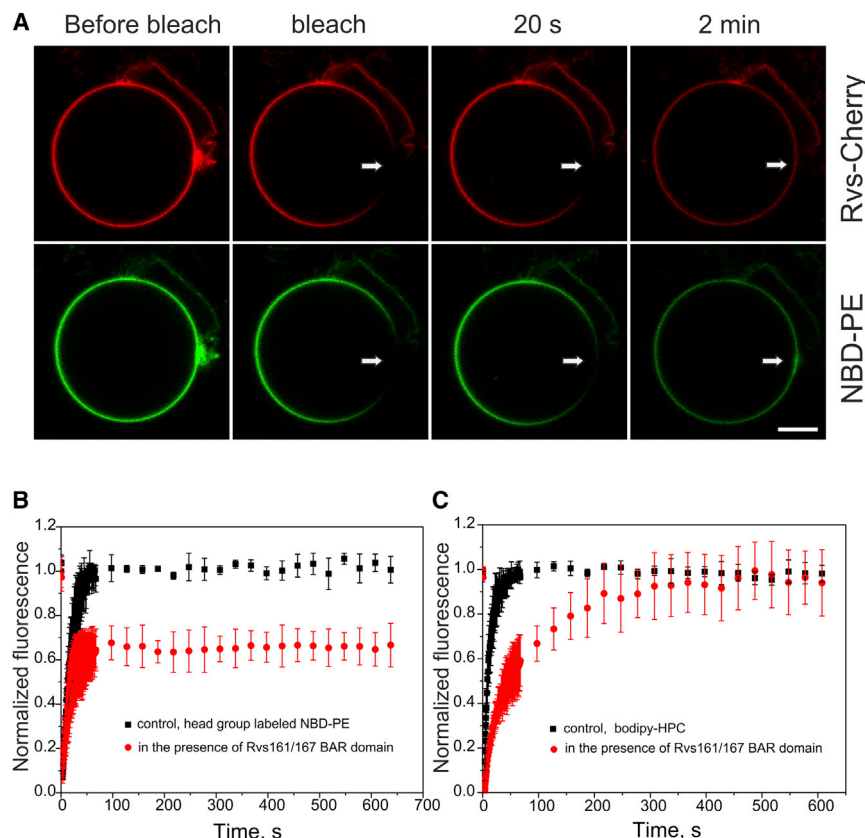 A
Before bleach bleach 20 s 2 min
Rvs-Cherry
NBD-PE
B
Normalized fluorescence
1.2
1.0
0.8
0.6
0.4
0.2
0.0
control, head group labeled NBD-PE
in the presence of Rvs161/167 BAR domain
0 100 200 300 400 500 600 700
Time, s
C
Normalized fluorescence
1.2
1.0
0.8
0.6
0.4
0.2
0.0
control, bodipy-HPC
in the presence of Rvs161/167 BAR domain
0 100 200 300 400 500 600
Time, s